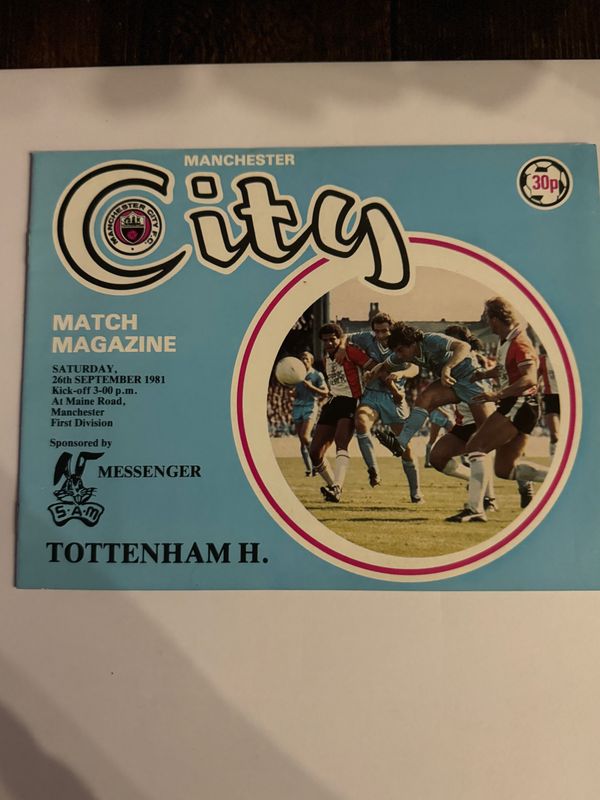 MANCHESTER
City
MANCHESTER CITY F.C.
30p
MATCH
MAGAZINE
SATURDAY,
26th SEPTEMBER 1981
Kick-off 3-00 p.m.
At Maine Road,
Manchester
First Division
Sponsored by
MESSENGER
S·A·M
TOTTENHAM H.